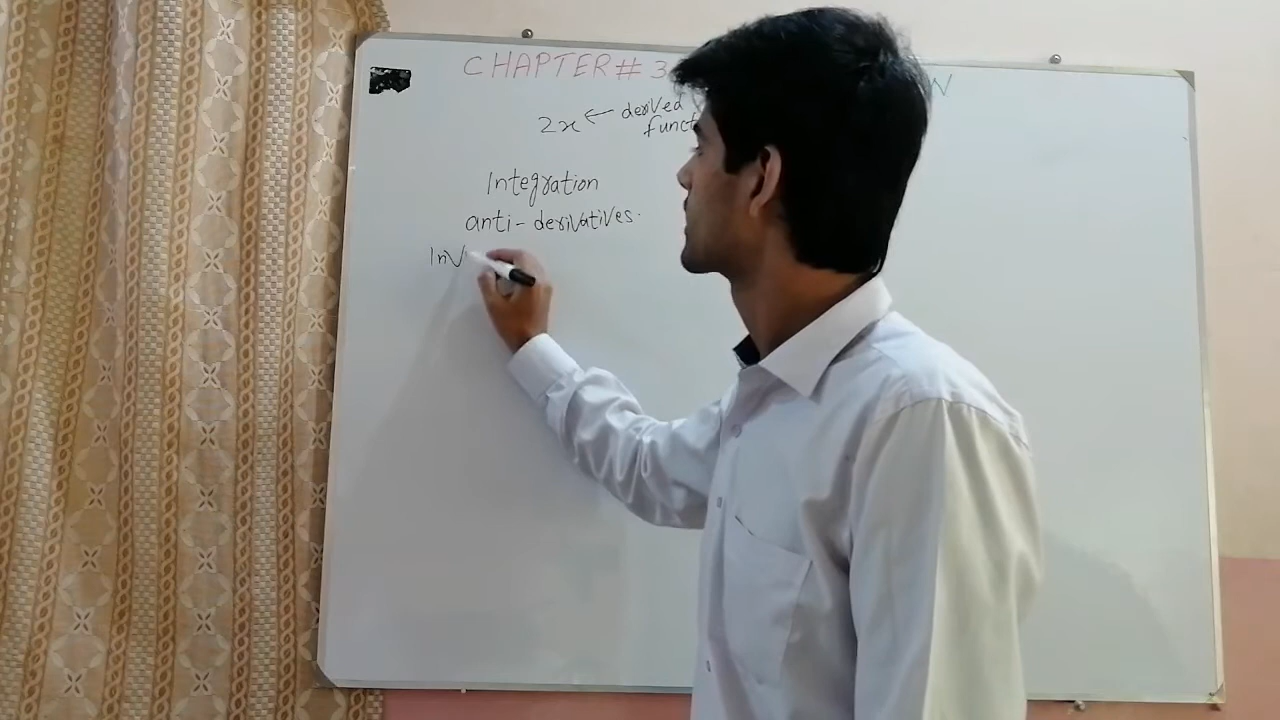 CHAPTER # 3 N
2x ← derived
funct
Integration
anti-derivatives.
Inv